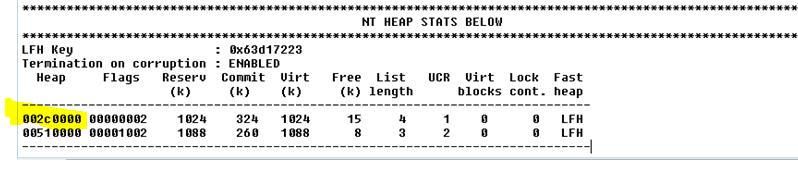 ************************************************************************************************************
NT HEAP STATS BELOW
************************************************************************************************************
LFH Key                   : 0x63d17223
Termination on corruption : ENABLED
  Heap     Flags   Reserv  Commit  Virt   Free  List   UCR  Virt  Lock  Fast
                    (k)     (k)    (k)     (k) length      blocks cont. heap
-----------------------------------------------------------------------------
002c0000 00000002    1024    324   1024     15     4     1    0      0   LFH
00510000 00001002    1088    260   1088      8     3     2    0      0   LFH
-----------------------------------------------------------------------------